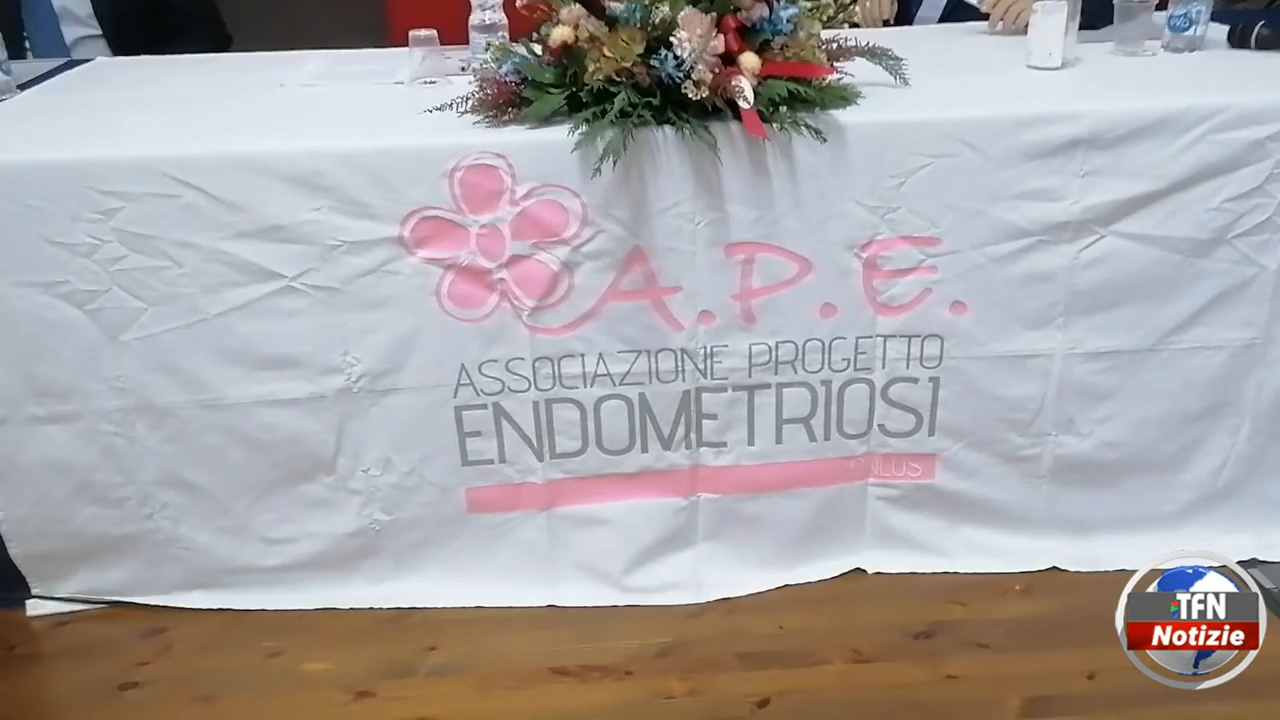 A.P.E.
ASSOCIAZIONE PROGETTO
ENDOMETRIOSI
ONLUS
TFN
Notizie